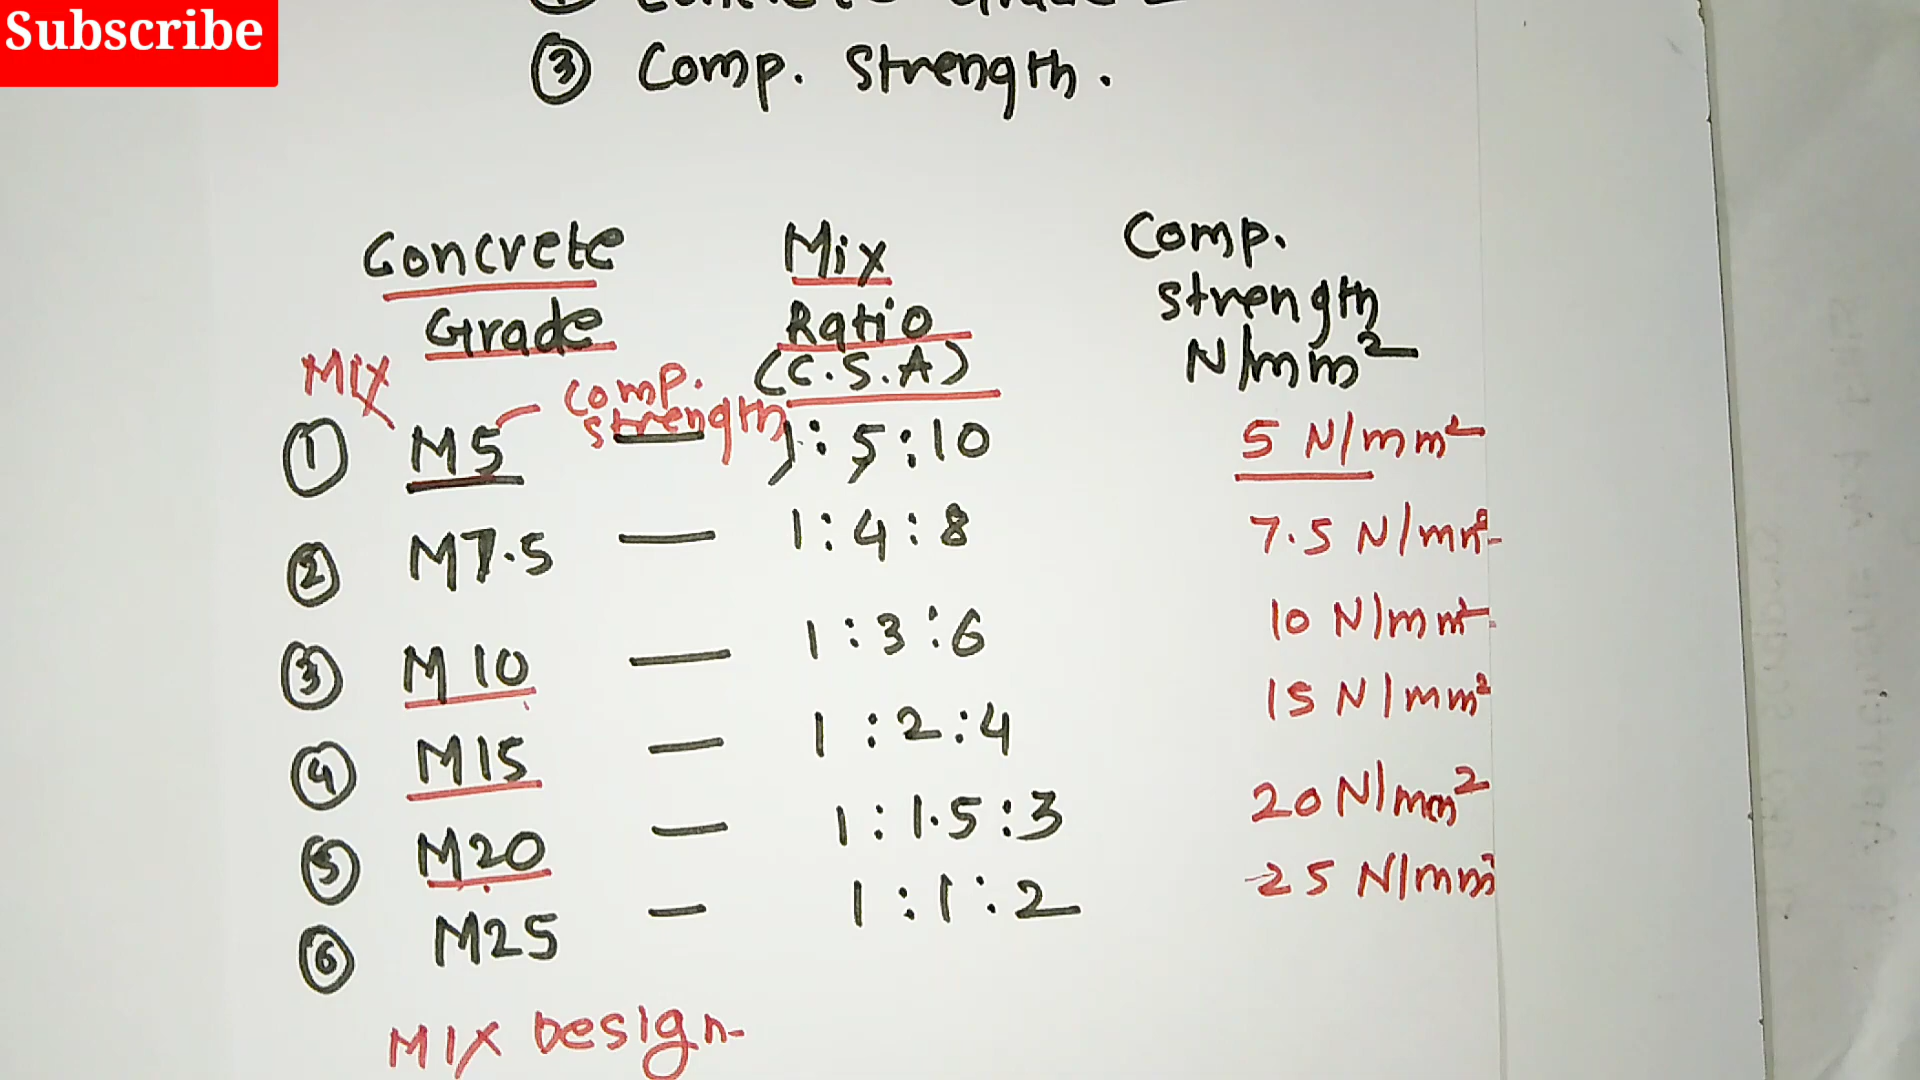 Subscribe
③ Comp. Strength.
Concrete Grade
Mix Ratio (C.S.A)
Comp. strength N/mm²
MIX
comp. strength
① M5 — 1:5:10 5 N/mm²
② M7.5 — 1:4:8 7.5 N/mm²
③ M10 — 1:3:6 10 N/mm²
④ M15 — 1:2:4 15 N/mm²
⑤ M20 — 1:1.5:3 20 N/mm²
⑥ M25 — 1:1:2 25 N/mm²
MIX Design-